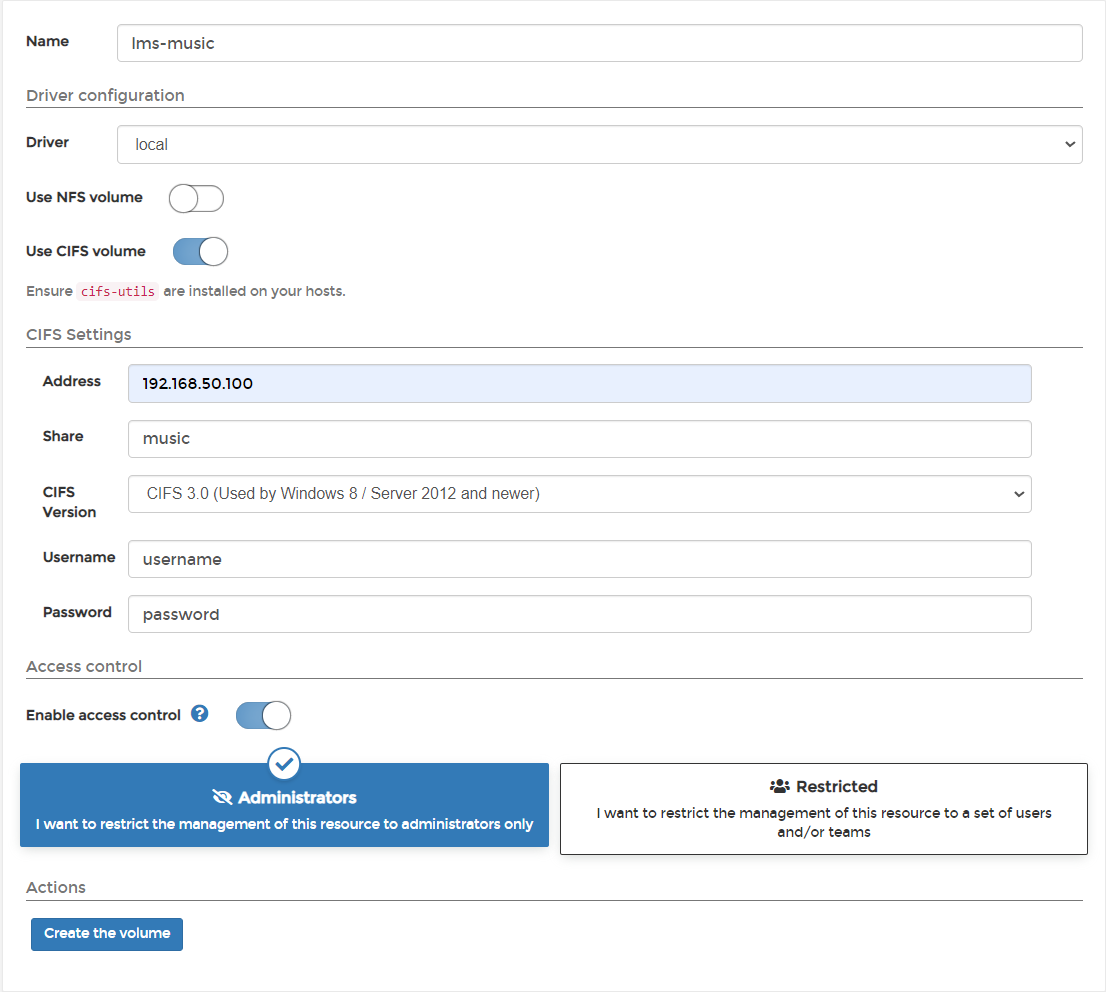 Name
lms-music
Driver configuration
Driver
local
Use NFS volume
Use CIFS volume
Ensure cifs-utils are installed on your hosts.
CIFS Settings
Address
192.168.50.100
Share
music
CIFS
Version
CIFS 3.0 (Used by Windows 8 / Server 2012 and newer)
Username
username
Password
password
Access control
Enable access control ?
Administrators
I want to restrict the management of this resource to administrators only
Restricted
I want to restrict the management of this resource to a set of users
and/or teams
Actions
Create the volume